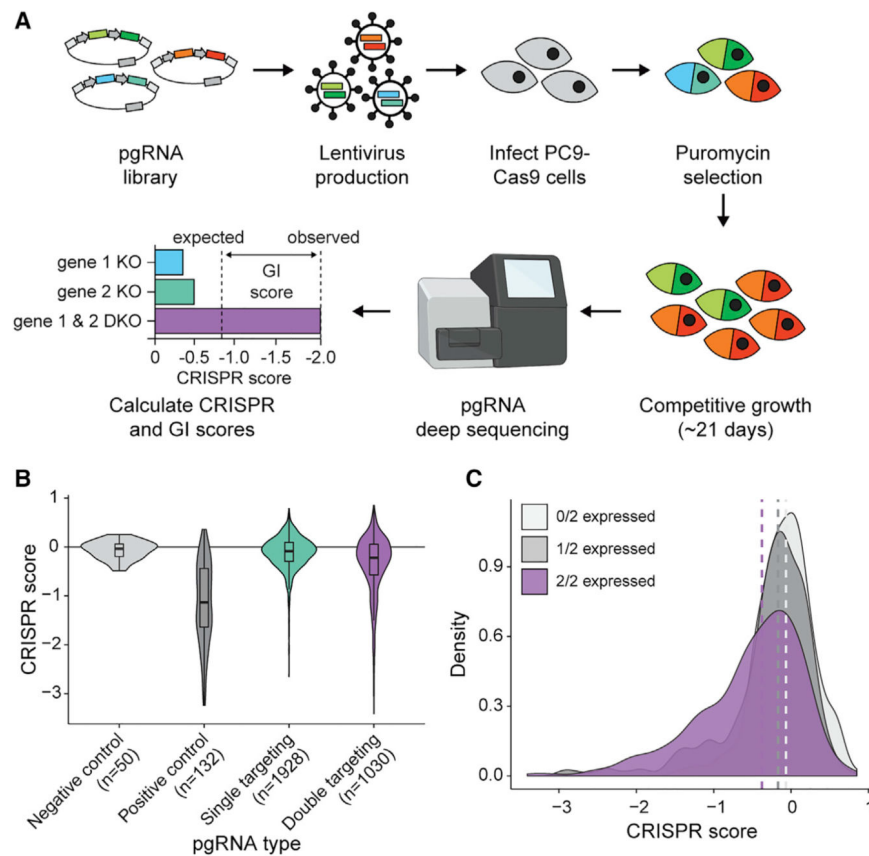 A
pgRNA
library
Lentivirus
production
Infect PC9-
Cas9 cells
Puromycin
selection
expected
observed
GI
score
gene 1 KO
gene 2 KO
gene 1 & 2 DKO
0
-0.5
-1.0
-2.0
CRISPR score
Calculate CRISPR
and GI scores
pgRNA
deep sequencing
Competitive growth
(~21 days)
B
CRISPR score
1
0
−1
−2
−3
Negative control
(n=50)
Positive control
(n=132)
Single targeting
(n=1928)
Double targeting
(n=1030)
pgRNA type
C
0/2 expressed
1/2 expressed
2/2 expressed
Density
0.9
0.6
0.3
0.0
−3
−2
−1
0
1
CRISPR score